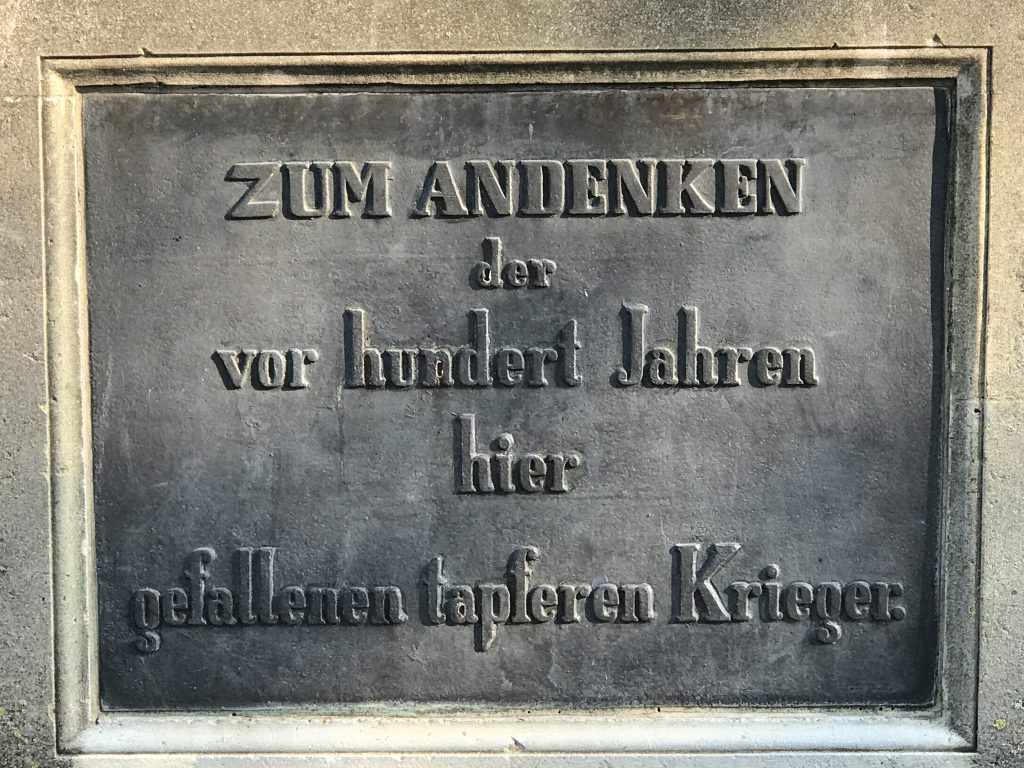 ZUM ANDENKEN
der
vor hundert Jahren
hier
gefallenen tapferen Krieger.